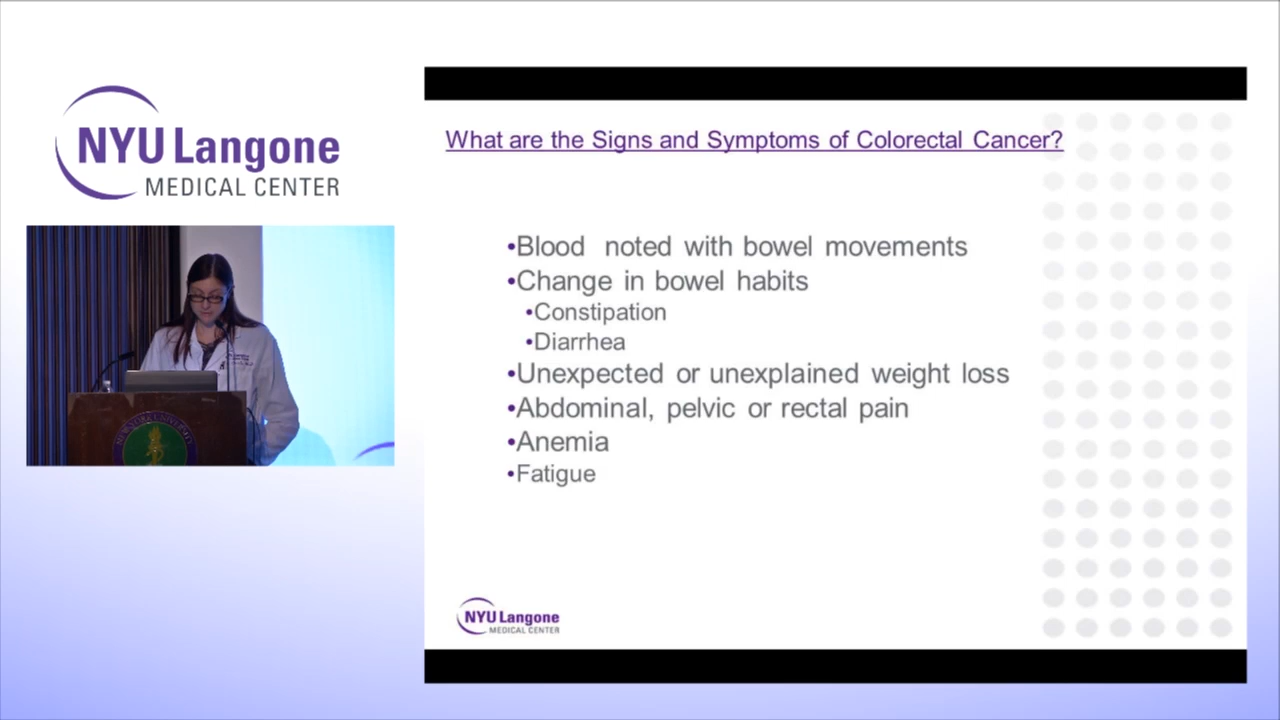 NYU Langone
MEDICAL CENTER
What are the Signs and Symptoms of Colorectal Cancer?
•Blood noted with bowel movements
•Change in bowel habits
•Constipation
•Diarrhea
•Unexpected or unexplained weight loss
•Abdominal, pelvic or rectal pain
•Anemia
•Fatigue
NYU Langone
MEDICAL CENTER